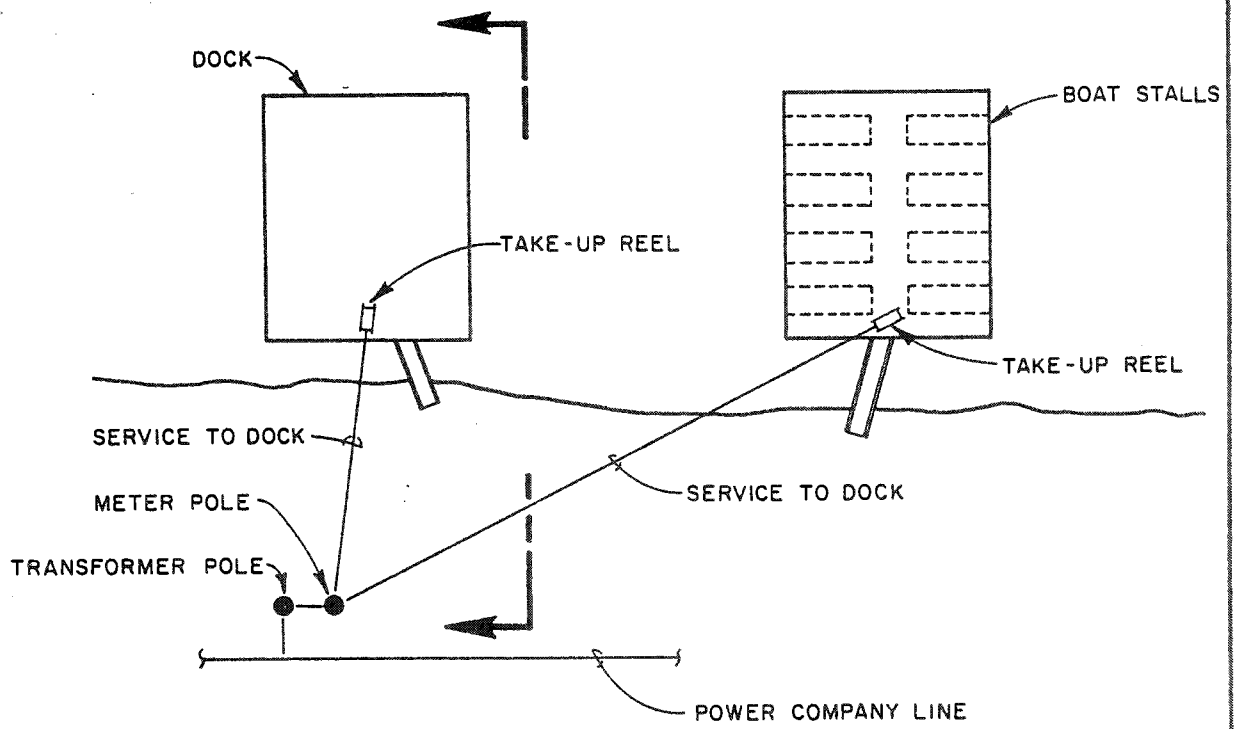 DOCK
BOAT STALLS
TAKE-UP REEL
TAKE-UP REEL
SERVICE TO DOCK
SERVICE TO DOCK
METER POLE
TRANSFORMER POLE
POWER COMPANY LINE